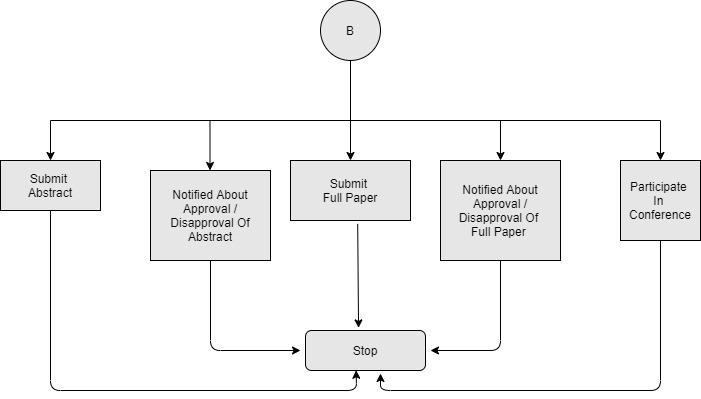 B
Submit
Abstract
Notified About
Approval /
Disapproval Of
Abstract
Submit
Full Paper
Notified About
Approval /
Disapproval Of
Full Paper
Participate
In
Conference
Stop